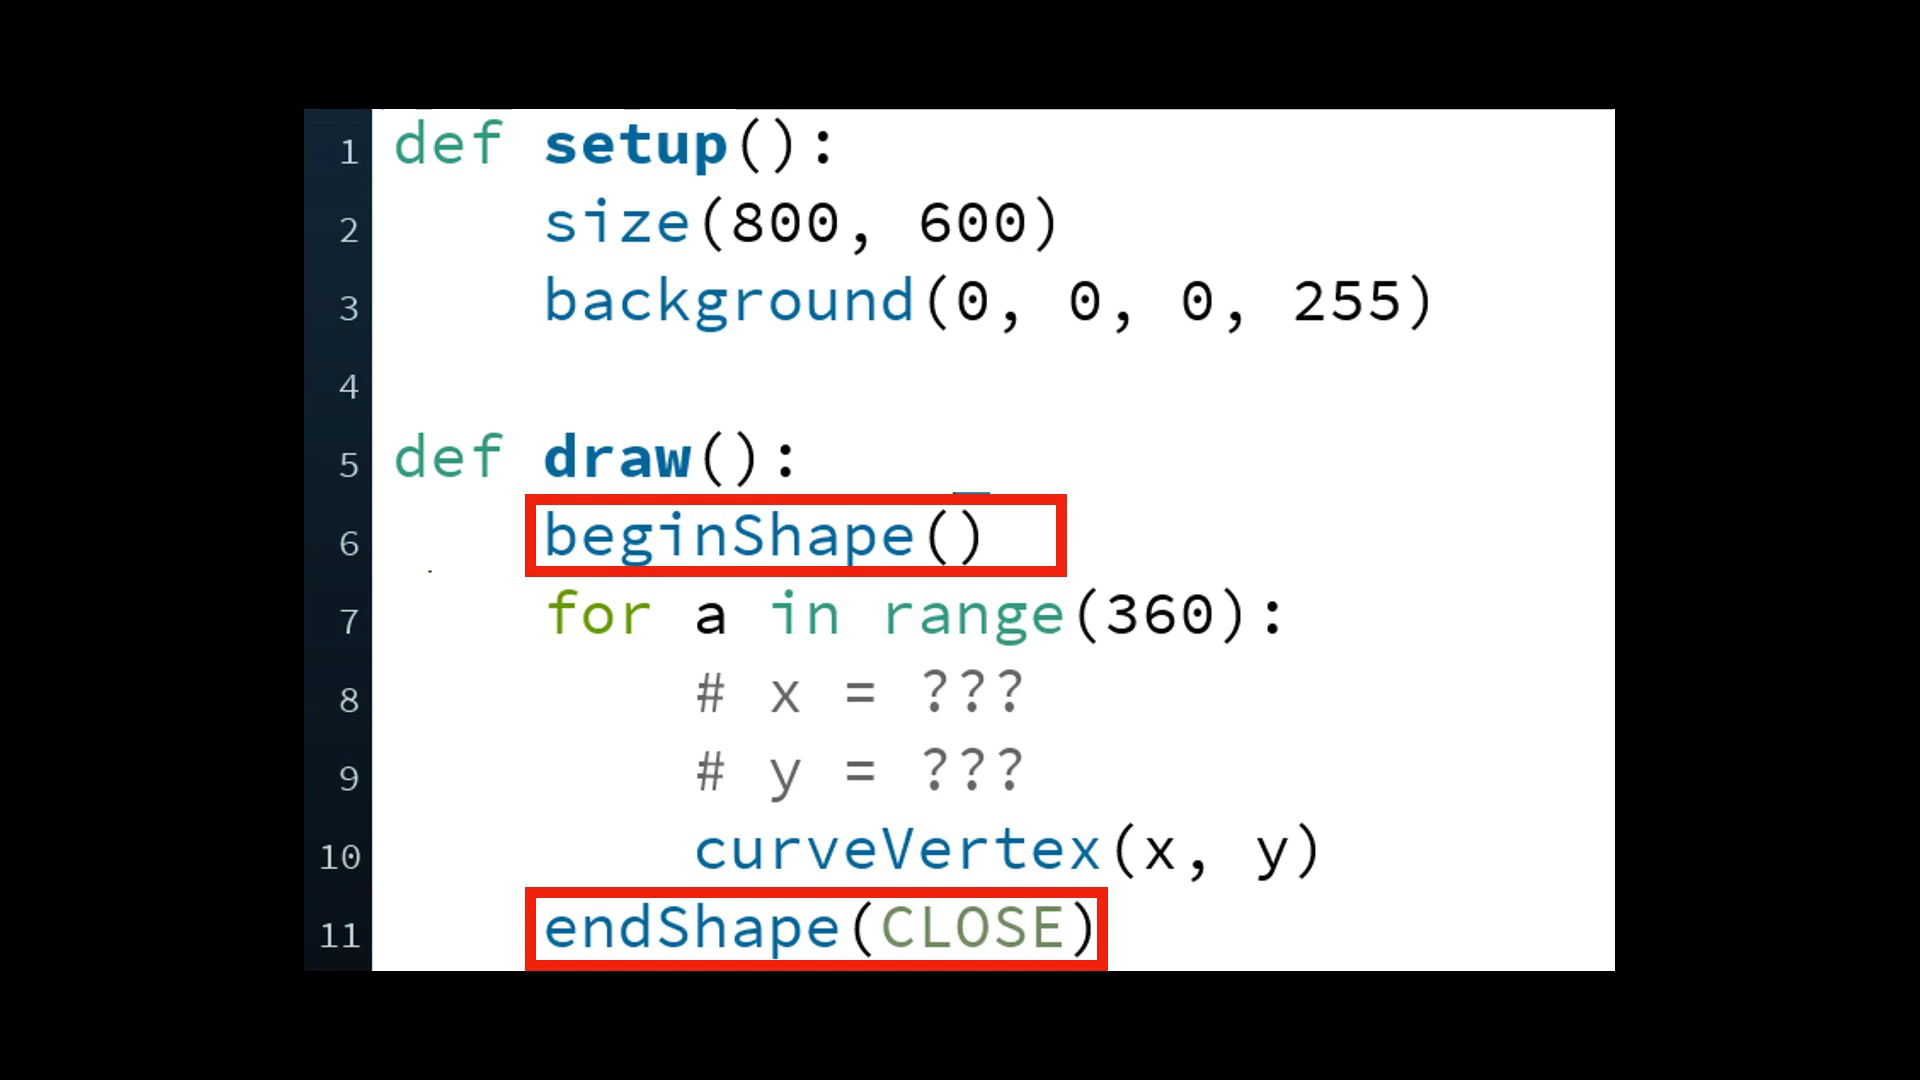 1 def setup():
2     size(800, 600)
3     background(0, 0, 0, 255)
4
5 def draw():
6     beginShape()
7     for a in range(360):
8         # x = ???
9         # y = ???
10         curveVertex(x, y)
11     endShape(CLOSE)